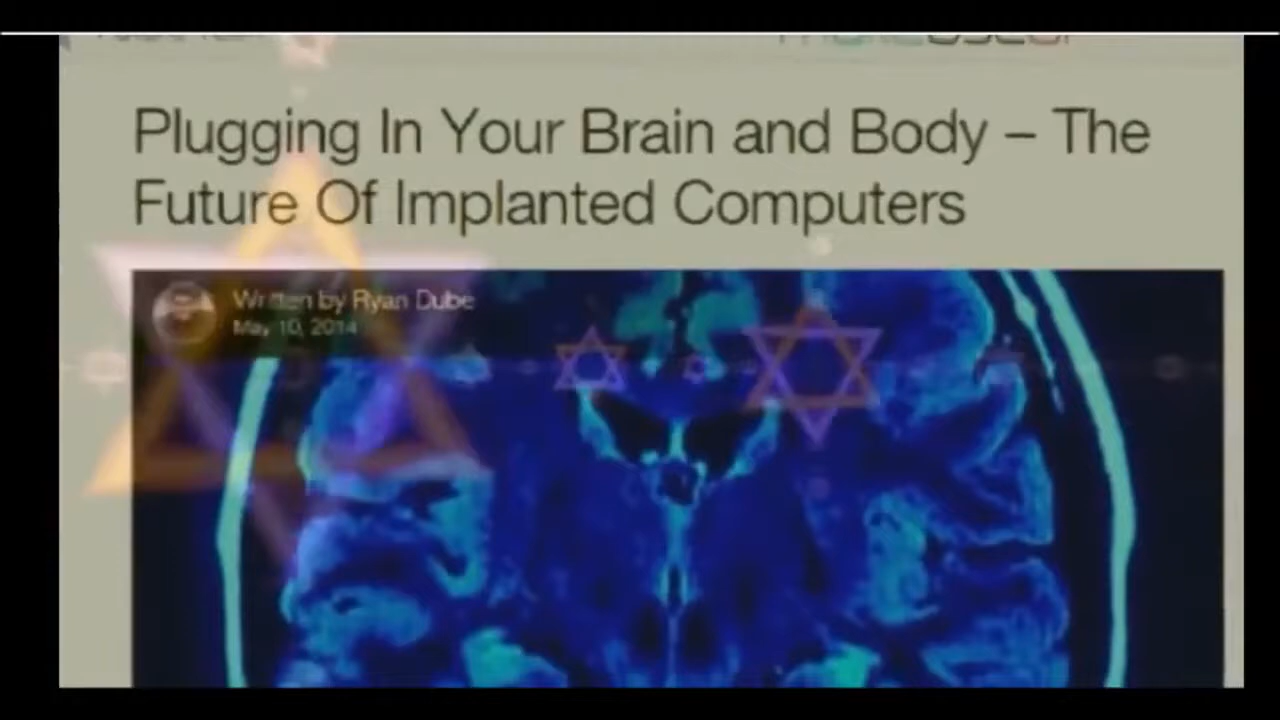 Plugging In Your Brain and Body – The
Future Of Implanted Computers
Written by Ryan Dube
May 10, 2014